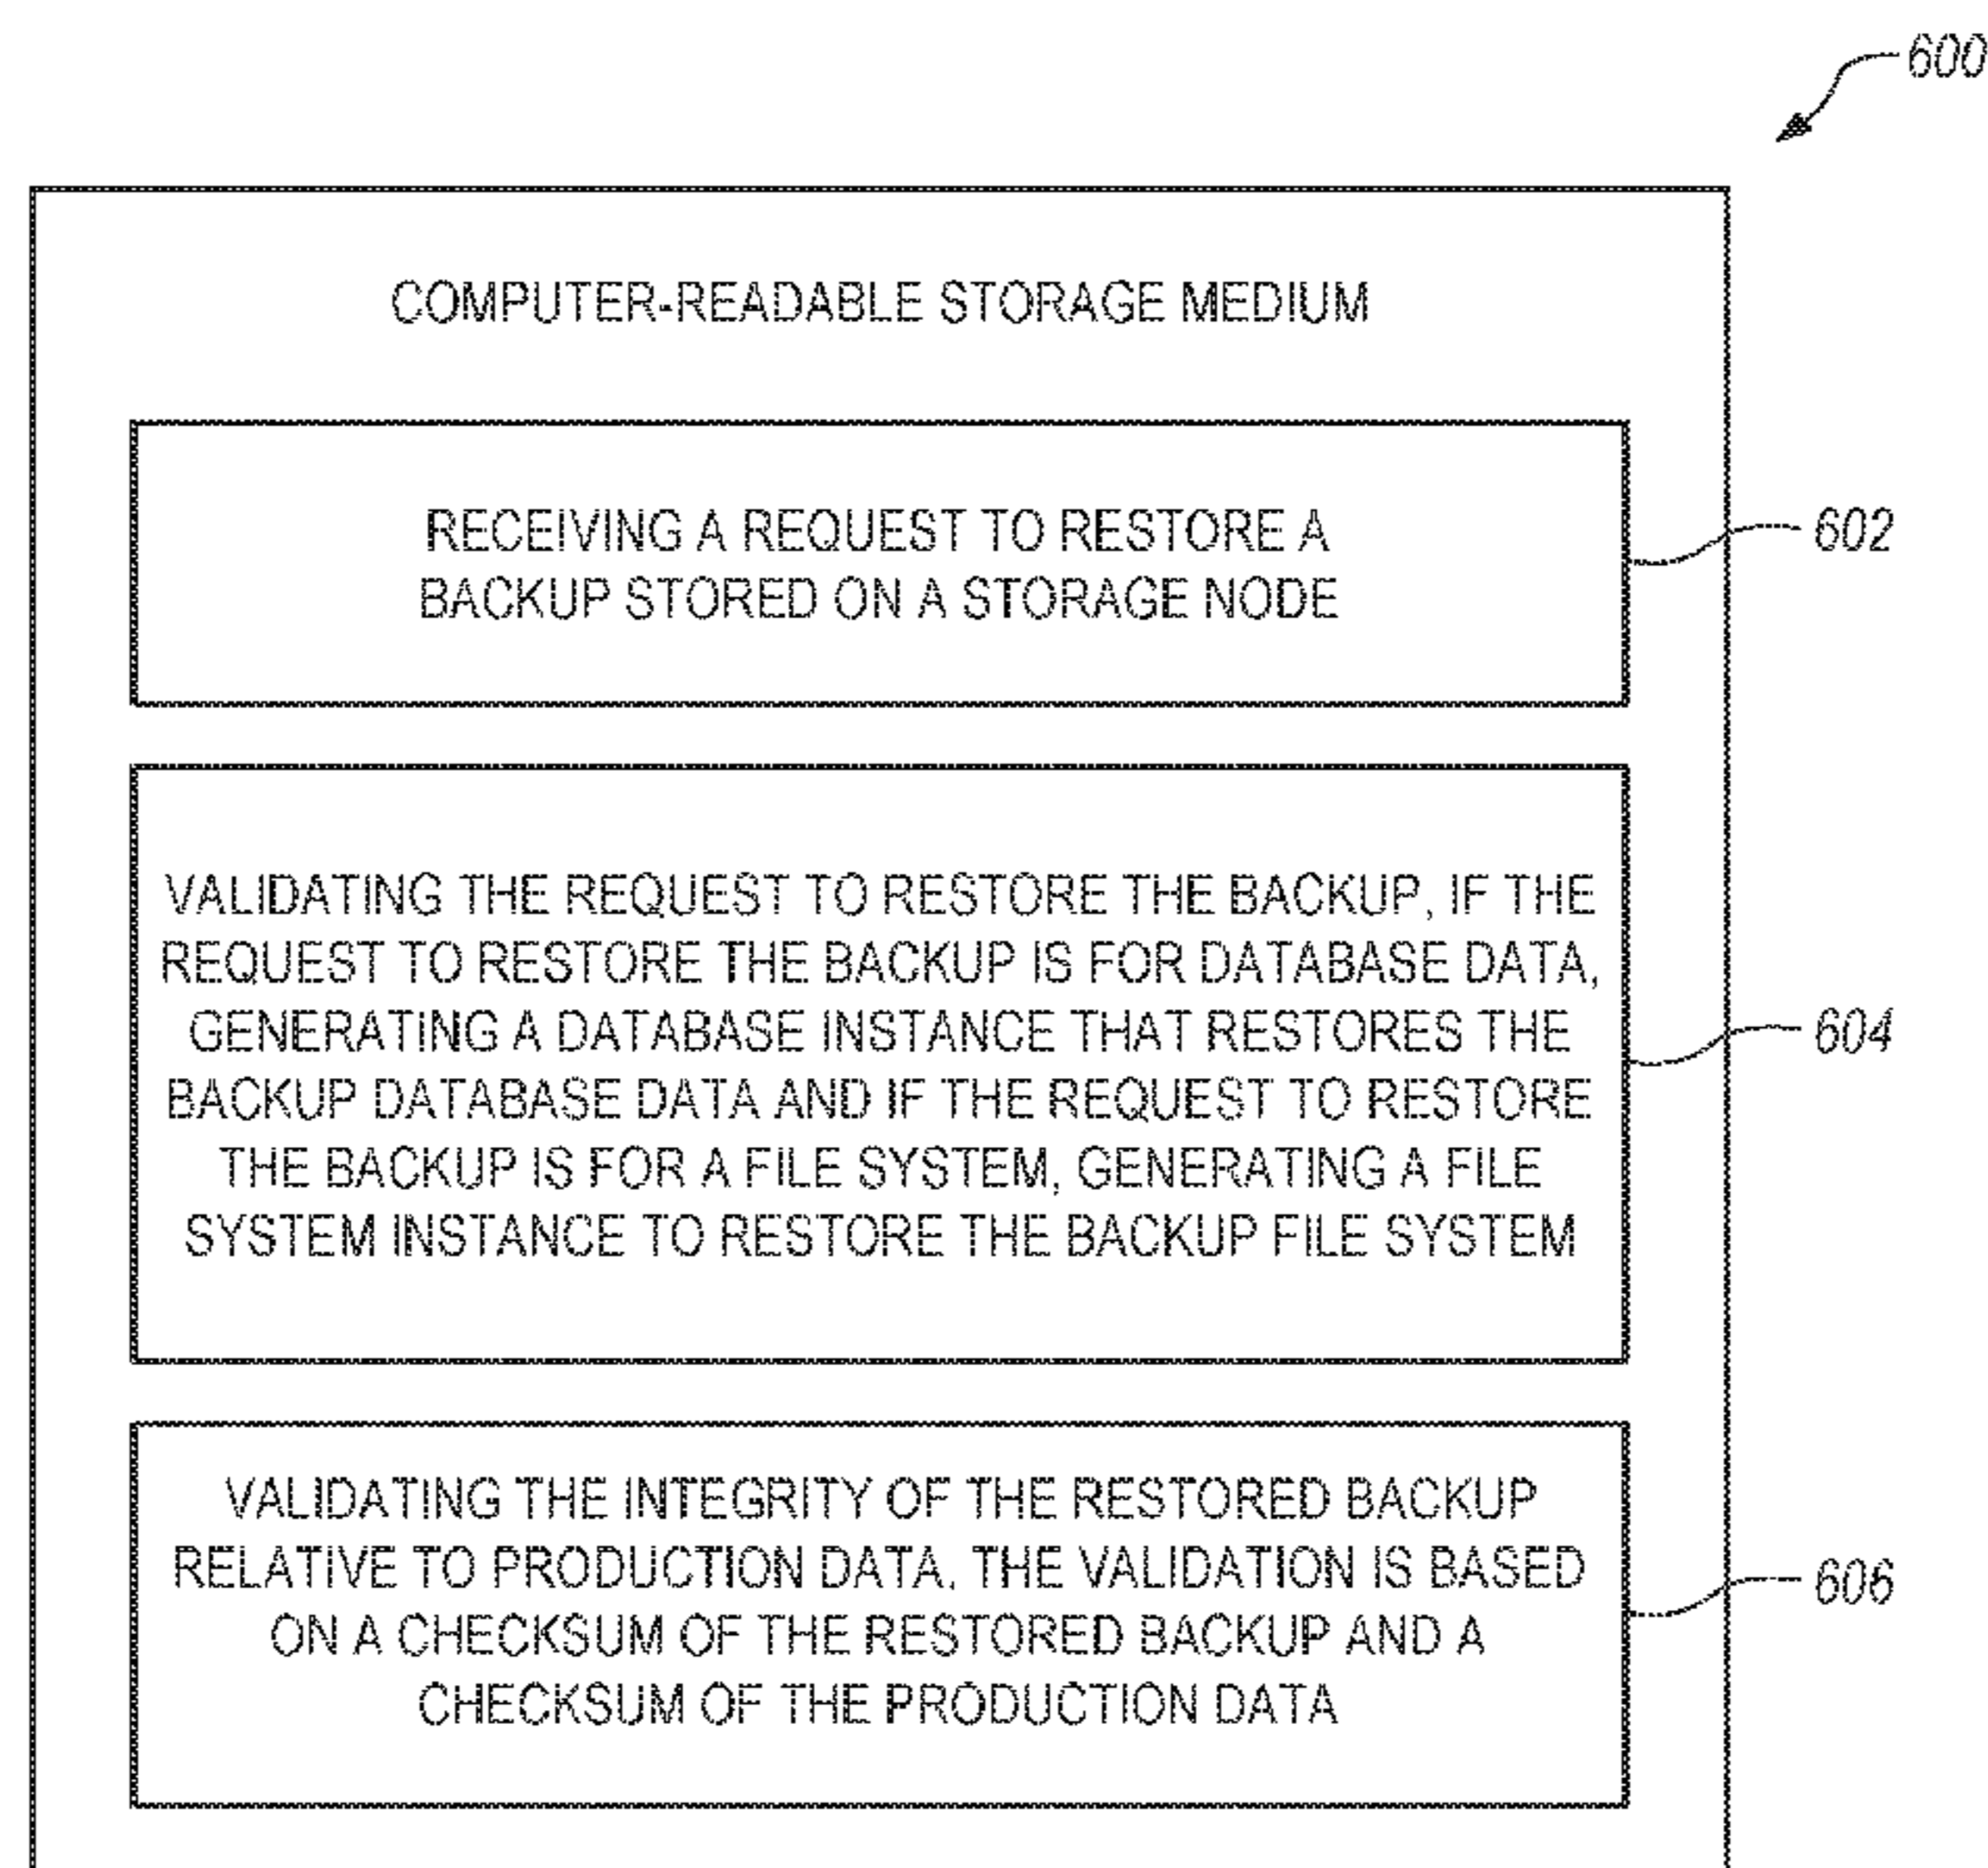 600
COMPUTER-READABLE STORAGE MEDIUM
RECEIVING A REQUEST TO RESTORE A
BACKUP STORED ON A STORAGE NODE
602
VALIDATING THE REQUEST TO RESTORE THE BACKUP, IF THE
REQUEST TO RESTORE THE BACKUP IS FOR DATABASE DATA,
GENERATING A DATABASE INSTANCE THAT RESTORES THE
BACKUP DATABASE DATA AND IF THE REQUEST TO RESTORE
THE BACKUP IS FOR A FILE SYSTEM, GENERATING A FILE
SYSTEM INSTANCE TO RESTORE THE BACKUP FILE SYSTEM
604
VALIDATING THE INTEGRITY OF THE RESTORED BACKUP
RELATIVE TO PRODUCTION DATA, THE VALIDATION IS BASED
ON A CHECKSUM OF THE RESTORED BACKUP AND A
CHECKSUM OF THE PRODUCTION DATA
606